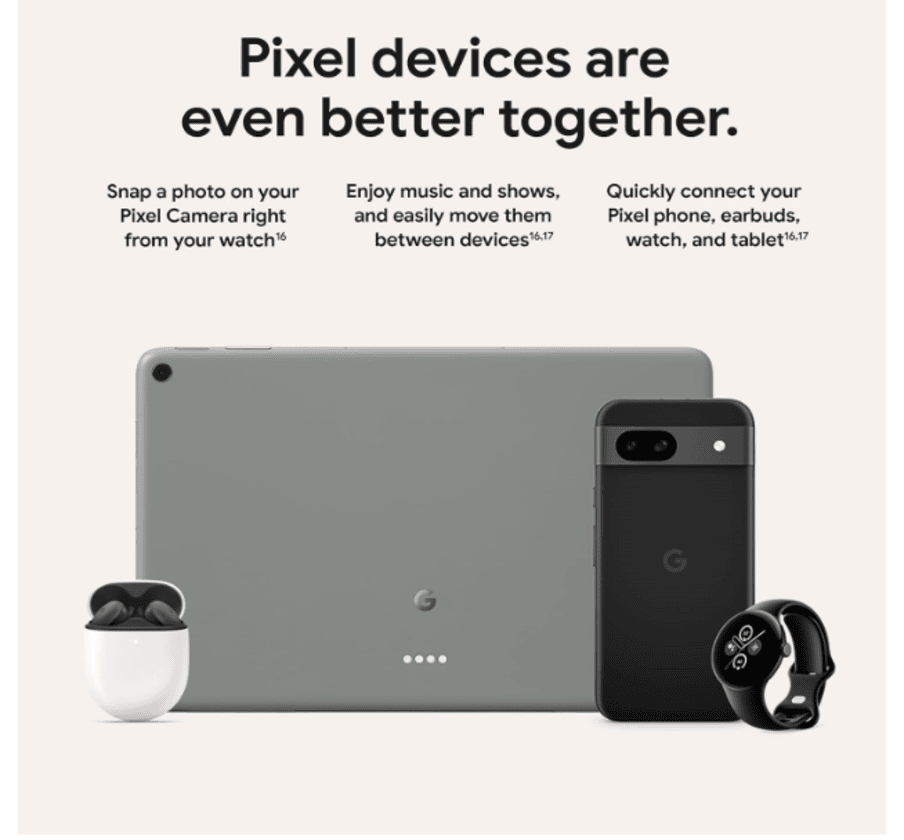 Pixel devices are
even better together.
Snap a photo on your
Pixel Camera right
from your watch¹⁶
Enjoy music and shows,
and easily move them
between devices¹⁶,¹⁷
Quickly connect your
Pixel phone, earbuds,
watch, and tablet¹⁶,¹⁷
G
G